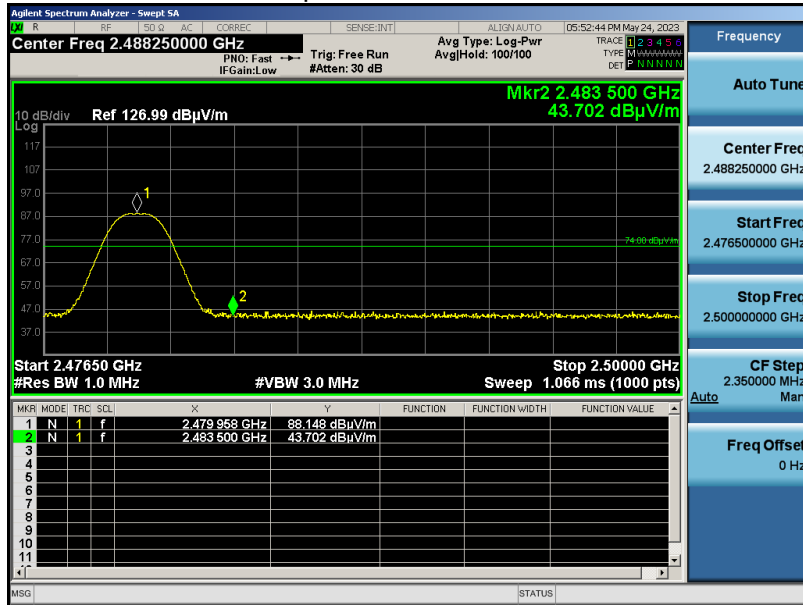 Agilent Spectrum Analyzer - Swept SA
LXI R RF 50 Ω AC CORREC SENSE:INT ALIGN AUTO 05:52:44 PM May 24, 2023
Center Freq 2.488250000 GHz
PNO: Fast
IFGain:Low
Trig: Free Run
#Atten: 30 dB
Avg Type: Log-Pwr
Avg|Hold: 100/100
TRACE 1 2 3 4 5 6
TYPE M
DET P N N N N N
Mkr2 2.483 500 GHz
43.702 dBµV/m
10 dB/div Ref 126.99 dBµV/m
Log
117
107
97.0
87.0
77.0
67.0
57.0
47.0
37.0
1
2
74.00 dBµV/m
Start 2.47650 GHz Stop 2.50000 GHz
#Res BW 1.0 MHz #VBW 3.0 MHz Sweep 1.066 ms (1000 pts)
MKR MODE TRC SCL X Y FUNCTION FUNCTION WIDTH FUNCTION VALUE
1 N 1 f 2.479 958 GHz 88.148 dBµV/m
2 N 1 f 2.483 500 GHz 43.702 dBµV/m
3
4
5
6
7
8
9
10
11
MSG STATUS
Frequency
Auto Tune
Center Freq
2.488250000 GHz
Start Freq
2.476500000 GHz
Stop Freq
2.500000000 GHz
CF Step
2.350000 MHz
Auto Man
Freq Offset
0 Hz